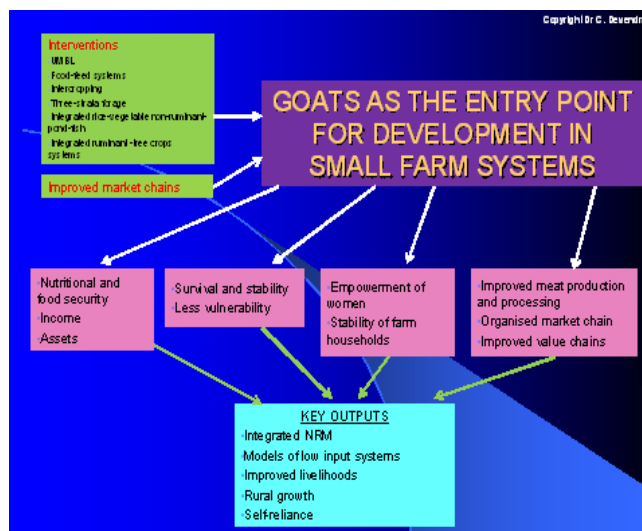 Copyright Dr C. Devendr
Interventions
UMBL
Food-feed systems
Intercropping
Three-strata forage
Integrated rice-vegetable non-ruminant-
pond-fish
Integrated ruminant-tree crops
systems
Improved market chains
GOATS AS THE ENTRY POINT
FOR DEVELOPMENT IN
SMALL FARM SYSTEMS
•Nutritional and
food security
•Income
•Assets
•Survival and stability
•Less vulnerability
•Empowerment of
women
•Stability of farm
households
•Improved meat production
and processing
•Organised market chain
•Improved value chains
KEY OUTPUTS
•Integrated NRM
•Models of low input systems
•Improved livelihoods
•Rural growth
•Self-reliance